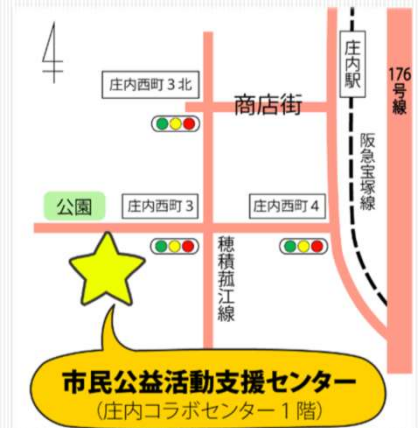 庄内駅
176号線
庄内西町3北
商店街
阪急宝塚線
公園
庄内西町3
庄内西町4
穂積菰江線
市民公益活動支援センター
(庄内コラボセンター1階)